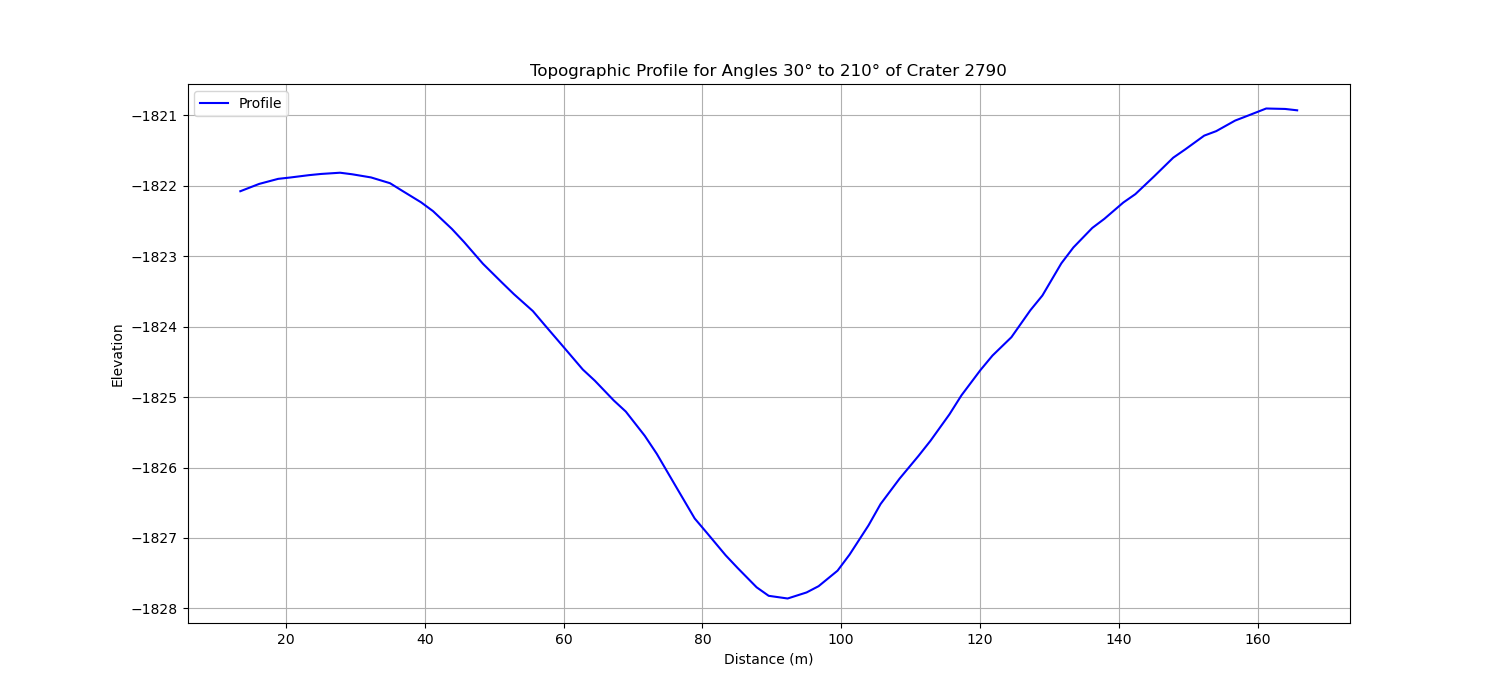 Topographic Profile for Angles 30° to 210° of Crater 2790
Profile
−1821
−1822
−1823
−1824
−1825
−1826
−1827
−1828
Elevation
20 40 60 80 100 120 140 160
Distance (m)